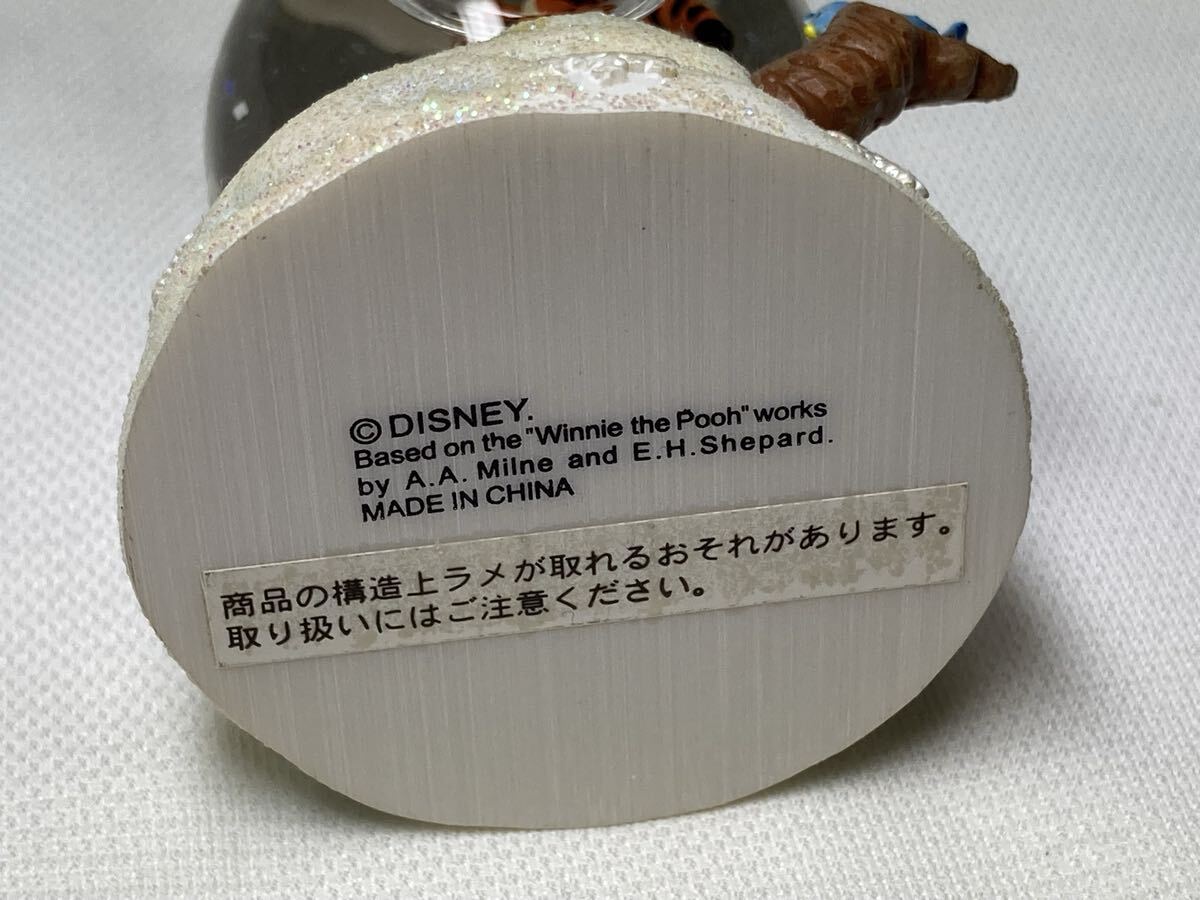 © DISNEY.
Based on the "Winnie the Pooh" works
by A.A. Milne and E.H.Shepard.
MADE IN CHINA
商品の構造上ラメが取れるおそれがあります。
取り扱いにはご注意ください。